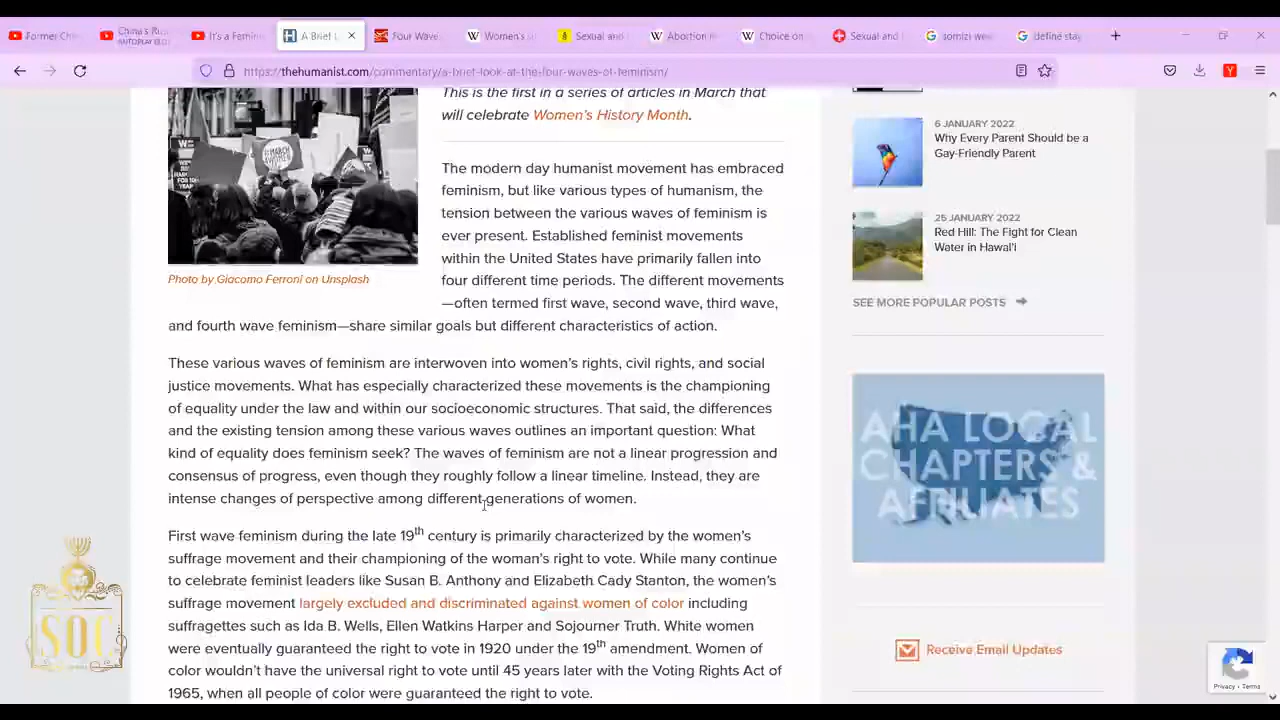 Former Ch
China's Ric
AUTOPLAY BLO
It's a Femin
A Brief L
Four Wave
Women's
Sexual and
Abortion
Choice on
Sexual and
somizi we
define stay
https://thehumanist.com/commentary/a-brief-look-at-the-four-waves-of-feminism/
This is the first in a series of articles in March that
will celebrate Women's History Month.
The modern day humanist movement has embraced
feminism, but like various types of humanism, the
tension between the various waves of feminism is
ever present. Established feminist movements
within the United States have primarily fallen into
four different time periods. The different movements
—often termed first wave, second wave, third wave,
and fourth wave feminism—share similar goals but different characteristics of action.
Photo by Giacomo Ferroni on Unsplash
These various waves of feminism are interwoven into women's rights, civil rights, and social
justice movements. What has especially characterized these movements is the championing
of equality under the law and within our socioeconomic structures. That said, the differences
and the existing tension among these various waves outlines an important question: What
kind of equality does feminism seek? The waves of feminism are not a linear progression and
consensus of progress, even though they roughly follow a linear timeline. Instead, they are
intense changes of perspective among different generations of women.
First wave feminism during the late 19th century is primarily characterized by the women's
suffrage movement and their championing of the woman's right to vote. While many continue
to celebrate feminist leaders like Susan B. Anthony and Elizabeth Cady Stanton, the women's
suffrage movement largely excluded and discriminated against women of color including
suffragettes such as Ida B. Wells, Ellen Watkins Harper and Sojourner Truth. White women
were eventually guaranteed the right to vote in 1920 under the 19th amendment. Women of
color wouldn't have the universal right to vote until 45 years later with the Voting Rights Act of
1965, when all people of color were guaranteed the right to vote.
6 JANUARY 2022
Why Every Parent Should be a
Gay-Friendly Parent
25 JANUARY 2022
Red Hill: The Fight for Clean
Water in Hawai'i
SEE MORE POPULAR POSTS
AHA LOCAL
CHAPTERS &
AFFILIATES
Receive Email Updates
Privacy - Terms
SOC